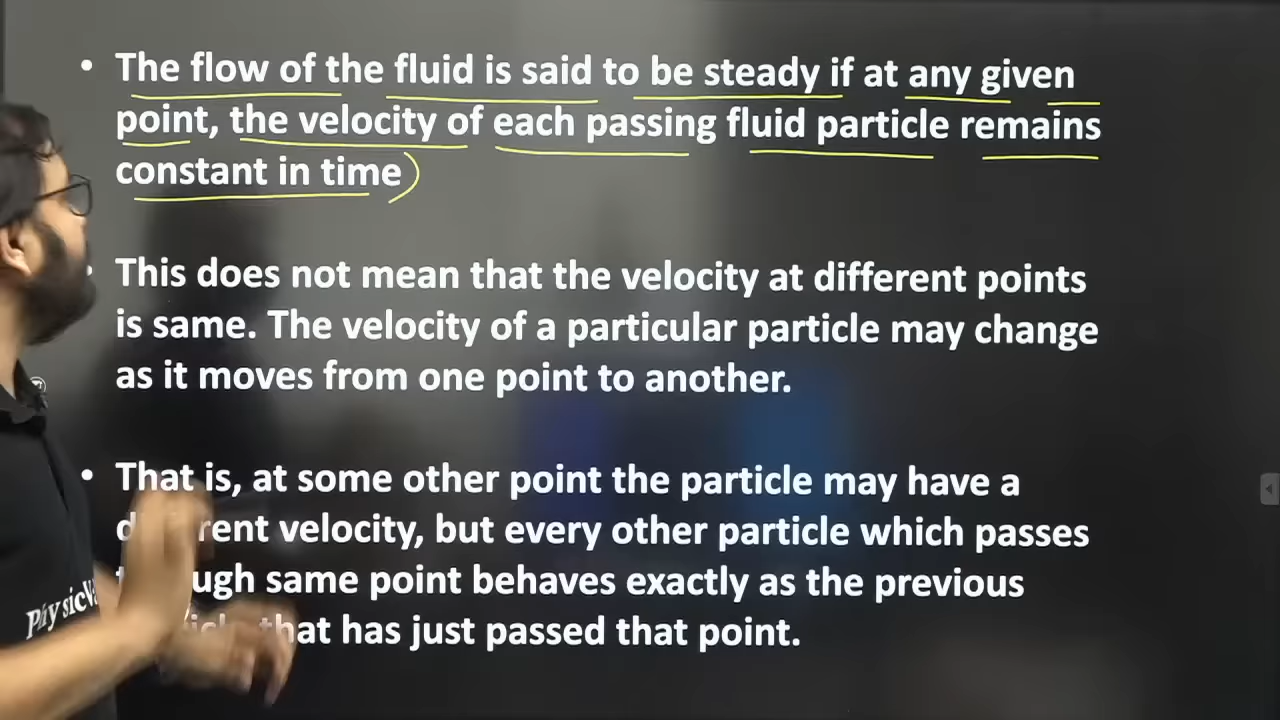 • The flow of the fluid is said to be steady if at any given
point, the velocity of each passing fluid particle remains
constant in time
• This does not mean that the velocity at different points
is same. The velocity of a particular particle may change
as it moves from one point to another.
• That is, at some other point the particle may have a
velocity, but every other particle which passes
same point behaves exactly as the previous
that has just passed that point.